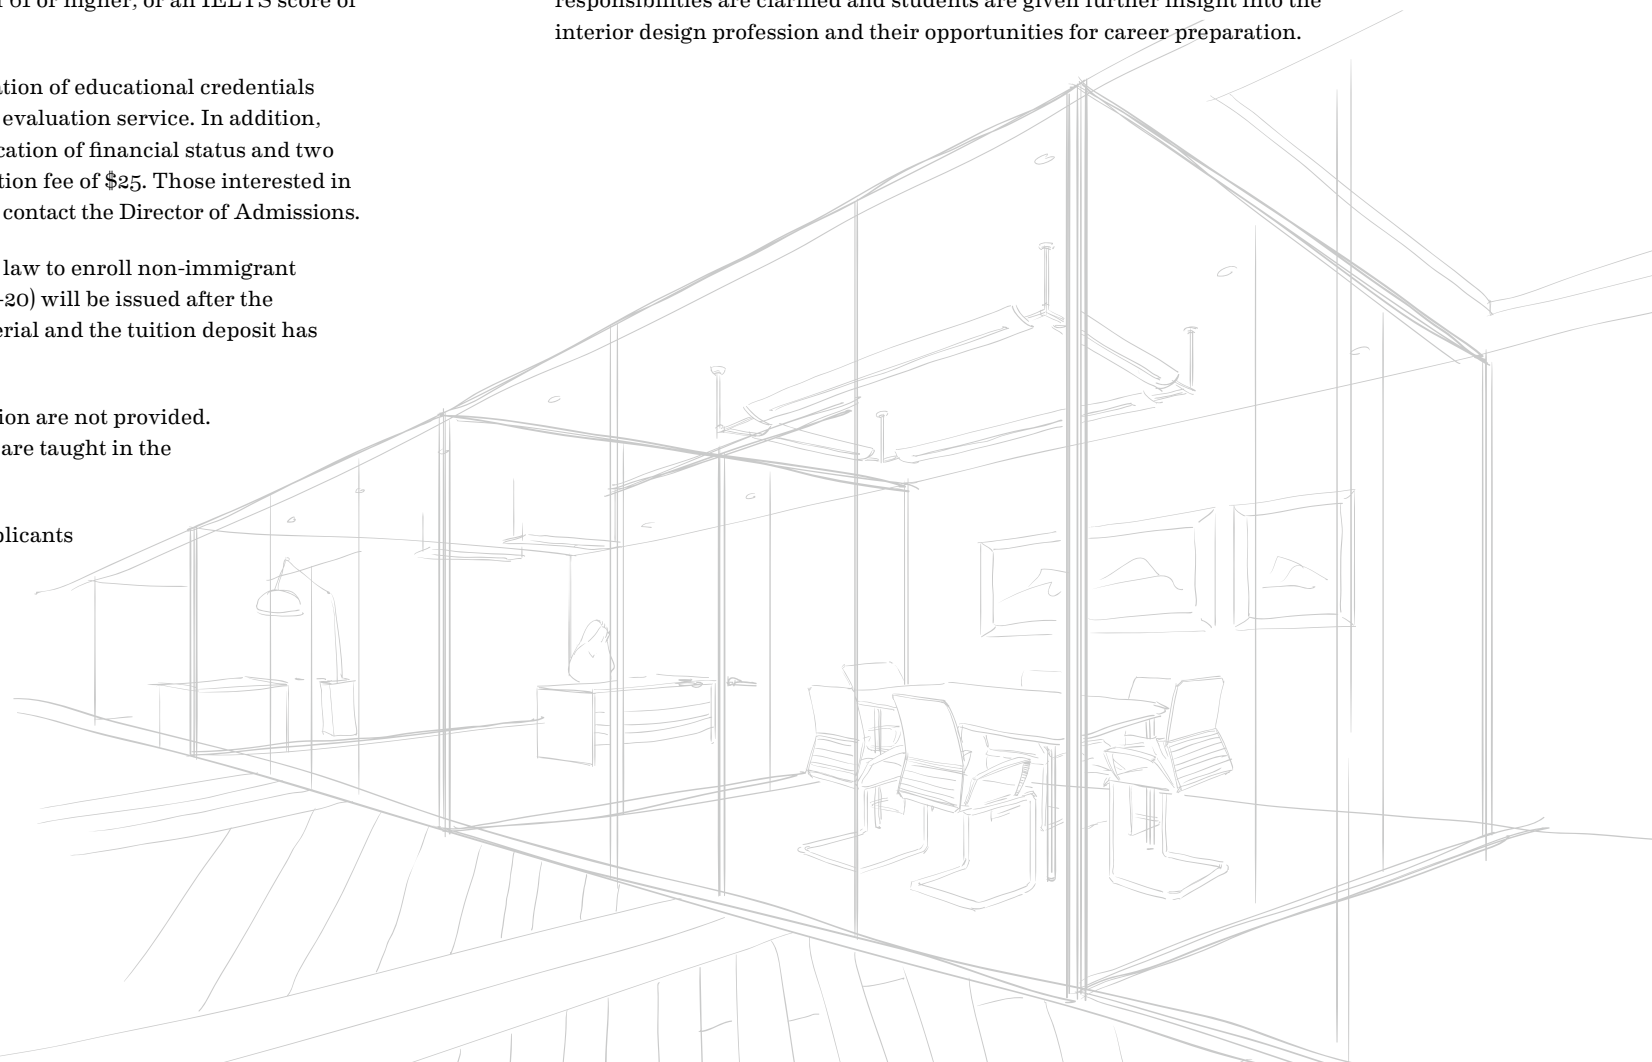 of 61 or higher, or an IELTS score of
ation of educational credentials
evaluation service. In addition,
cation of financial status and two
tion fee of $25. Those interested in
contact the Director of Admissions.
law to enroll non-immigrant
-20) will be issued after the
erial and the tuition deposit has
ion are not provided.
are taught in the
plicants
responsibilities are clarified and students are given further insight into the
interior design profession and their opportunities for career preparation.